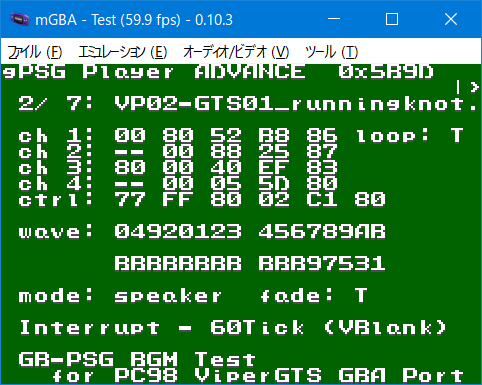 mGBA - Test (59.9 fps) - 0.10.3
ファイル (F) エミュレーション (E) オーディオ/ビデオ (V) ツール (T)
gPSG Player ADVANCE 0x5B9D
|>
2/ 7: VP02-GTS01_runningknot.
ch 1: 00 80 52 B8 86 loop: T
ch 2: -- 00 88 25 87
ch 3: 80 00 40 EF 83
ch 4: -- 00 05 5D 80
ctrl: 77 FF 80 02 C1 80
wave: 04920123 456789AB
BBBBBBBB BBB97531
mode: speaker fade: T
Interrupt - 60Tick (VBlank)
GB-PSG BGM Test
for PC98 ViperGTS GBA Port